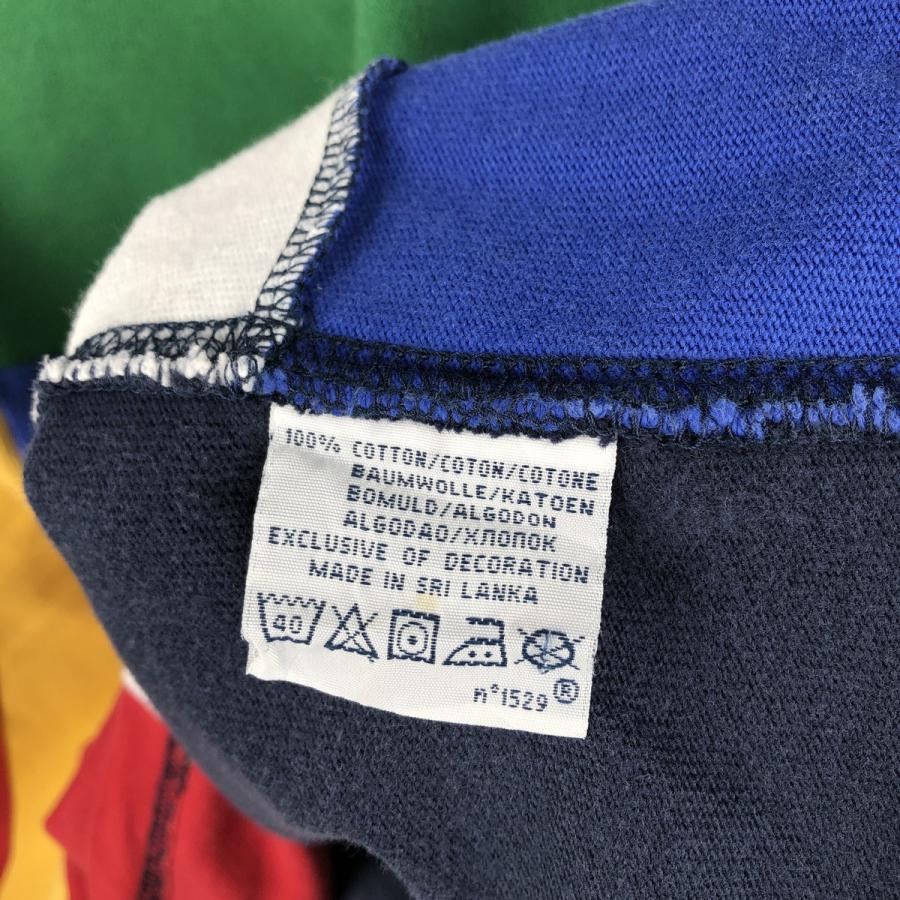 100% COTTON/COTON/COTONE
BAUMWOLLE/KATOEN
BOMULD/ALGODON
ALGODAO/ХЛОПОК
EXCLUSIVE OF DECORATION
MADE IN SRI LANKA
40
n°1529 ®